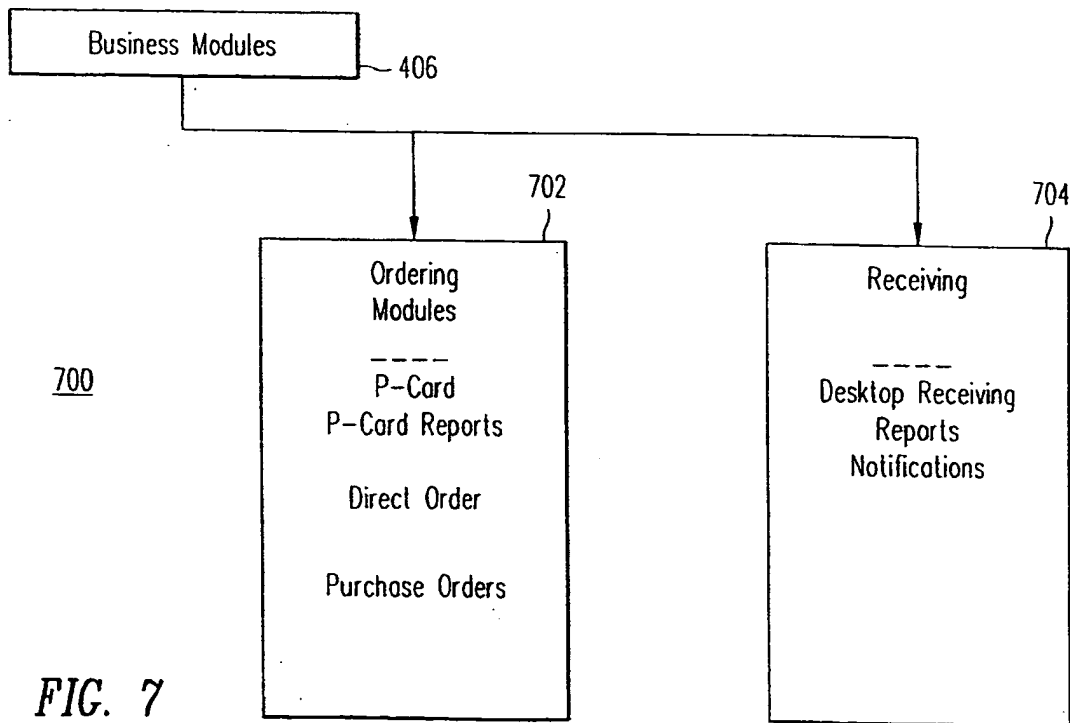 Business Modules
406
702
704
Ordering
Modules
----
P-Card
P-Card Reports
Direct Order
Purchase Orders
Receiving
----
Desktop Receiving
Reports
Notifications
700
FIG. 7